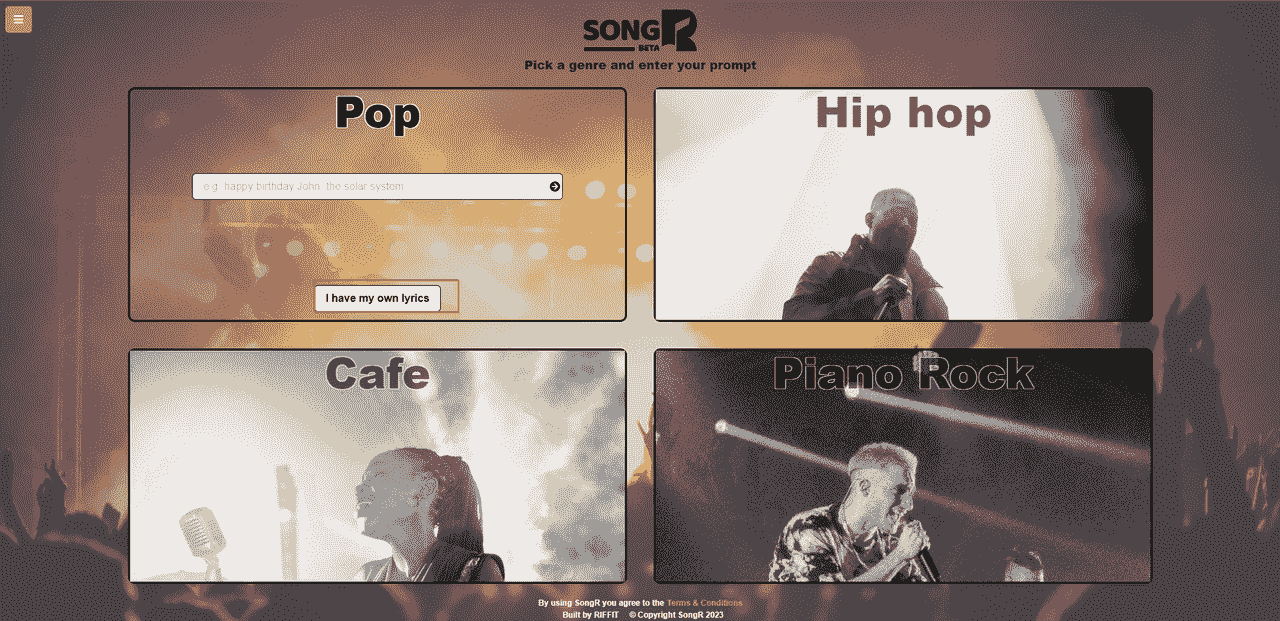 SONGR
BETA
Pick a genre and enter your prompt
Pop
Hip hop
e.g. happy birthday John the solar system
I have my own lyrics
Cafe
Piano Rock
By using SongR you agree to the Terms & Conditions
Built by RIFFIT © Copyright SongR 2023